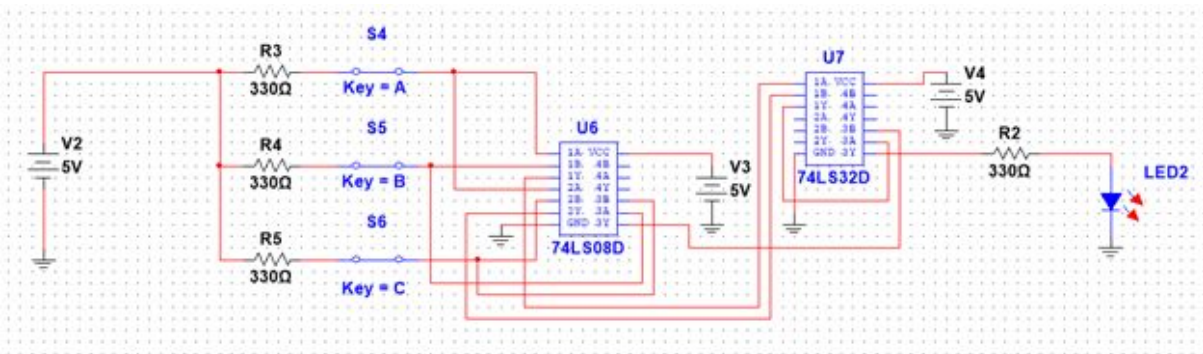 S4
R3
330Ω
Key = A
V2
5V
S5
R4
330Ω
Key = B
S6
R5
330Ω
Key = C
U6
1A VCC
1B 4B
1Y 4A
2A 4Y
2B 3B
2Y 3A
GND 3Y
74LS08D
V3
5V
U7
1A VCC
1B 4B
1Y 4A
2A 4Y
2B 3B
2Y 3A
GND 3Y
74LS32D
V4
5V
R2
330Ω
LED2